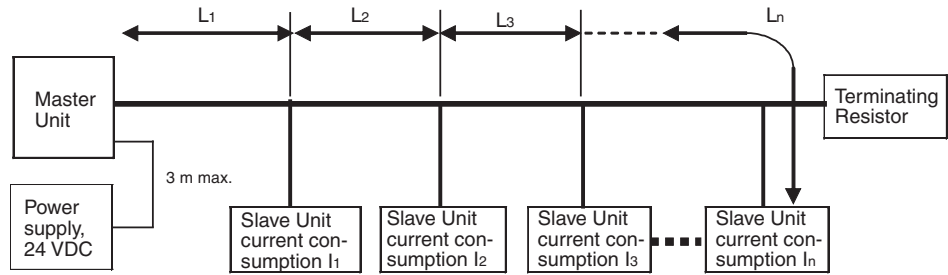 L1
L2
L3
Ln
Master
Unit
Terminating
Resistor
3 m max.
Power
supply,
24 VDC
Slave Unit
current con-
sumption I1
Slave Unit
current con-
sumption I2
Slave Unit
current con-
sumption I3
Slave Unit
current con-
sumption In